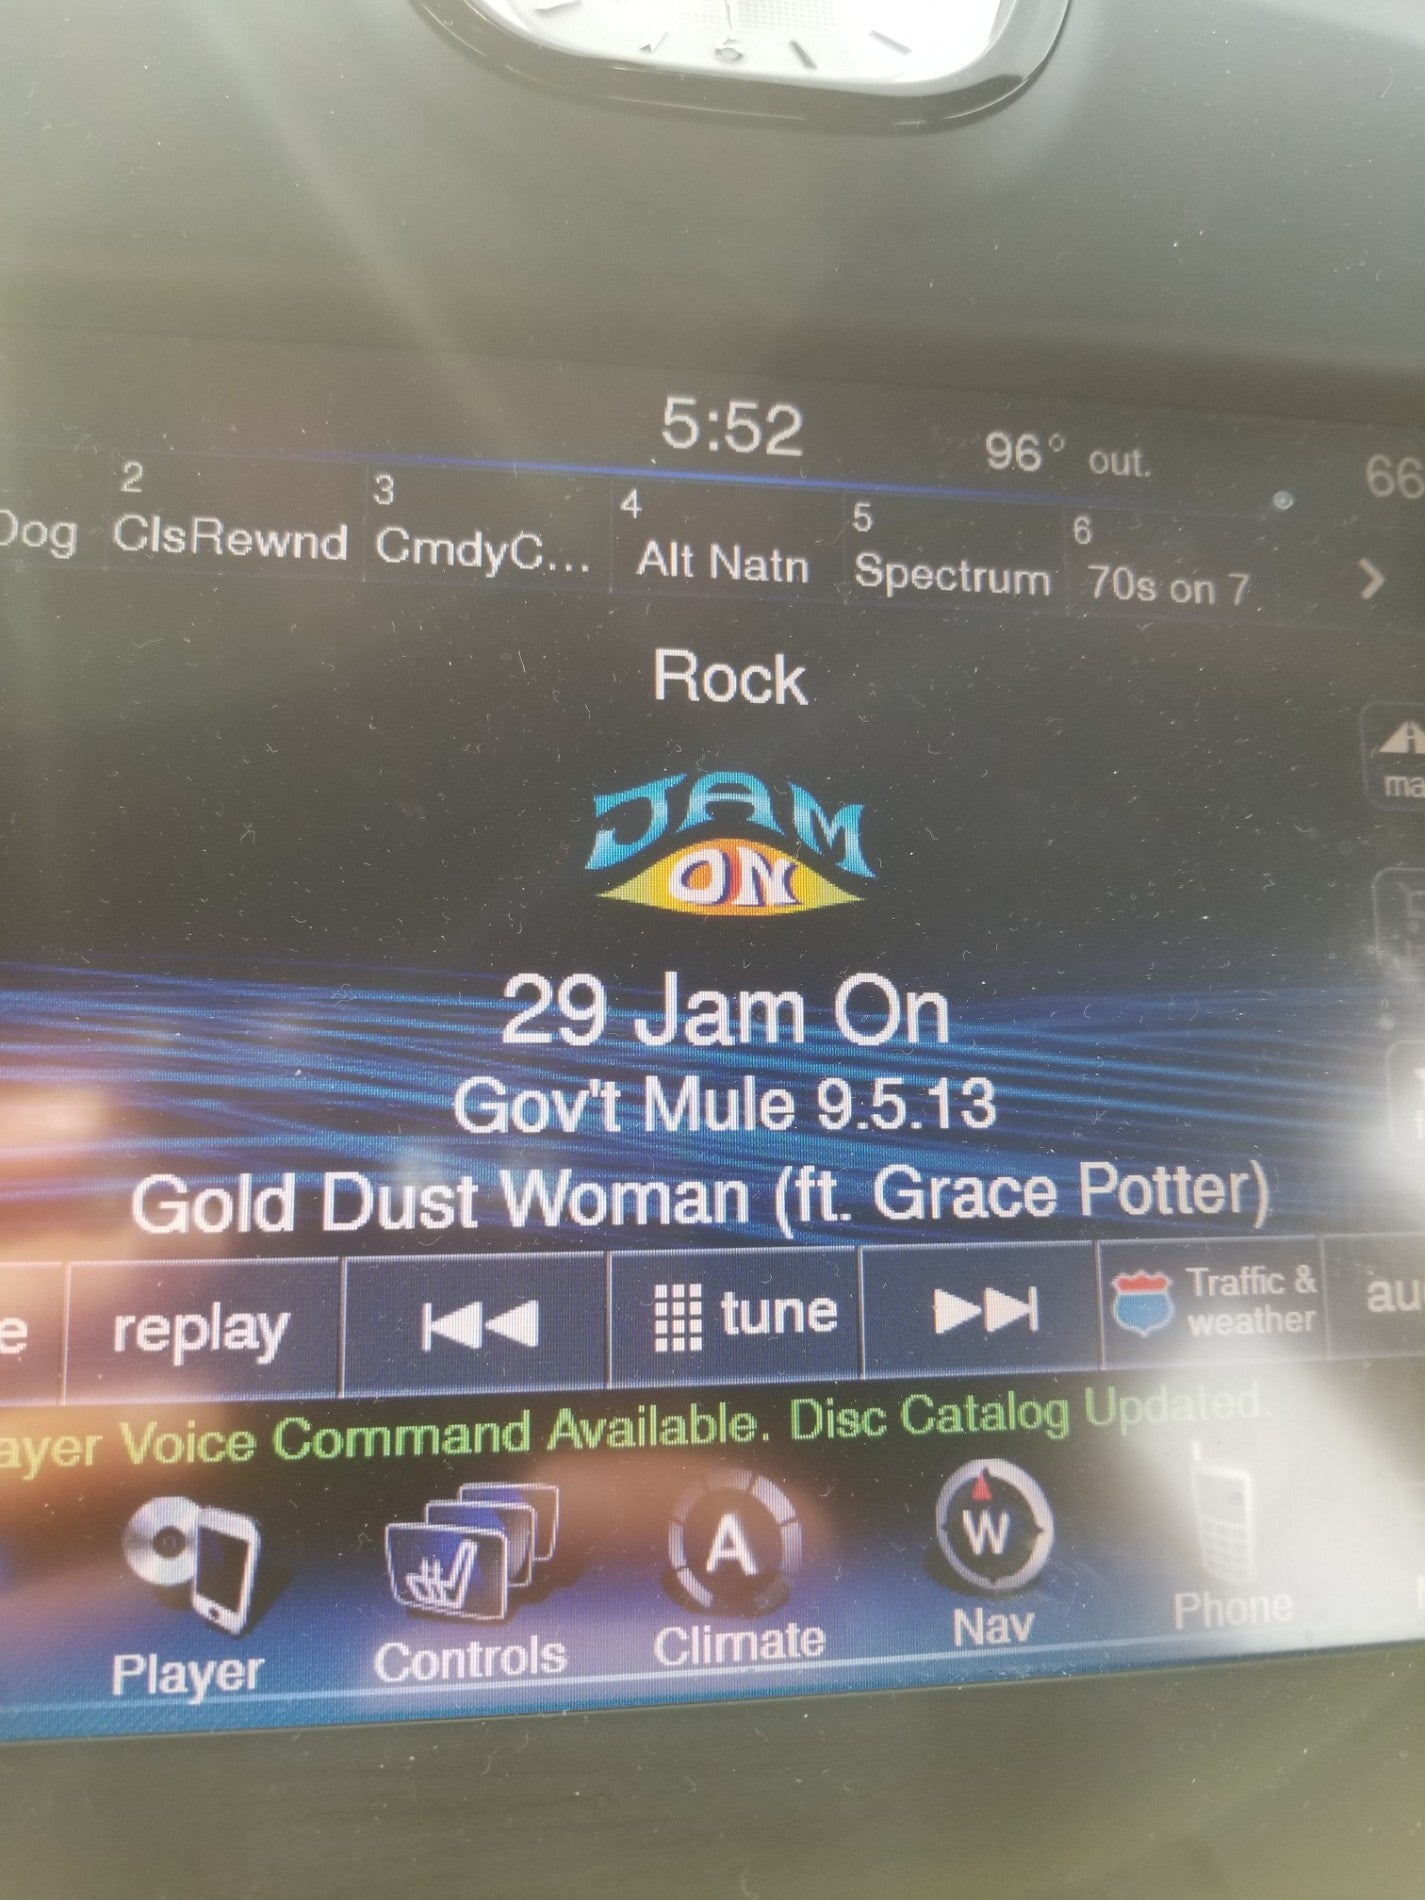 6
5:52
96° out.
66
Dog
2
ClsRewnd
3
CmdyC...
4
Alt Natn
5
Spectrum
6
70s on 7
Rock
JAM
ON
ma
29 Jam On
Gov't Mule 9.5.13
Gold Dust Woman (ft. Grace Potter)
e
replay
tune
Traffic &
weather
au
ayer Voice Command Available. Disc Catalog Updated.
A
W
Player
Controls
Climate
Nav
Phone